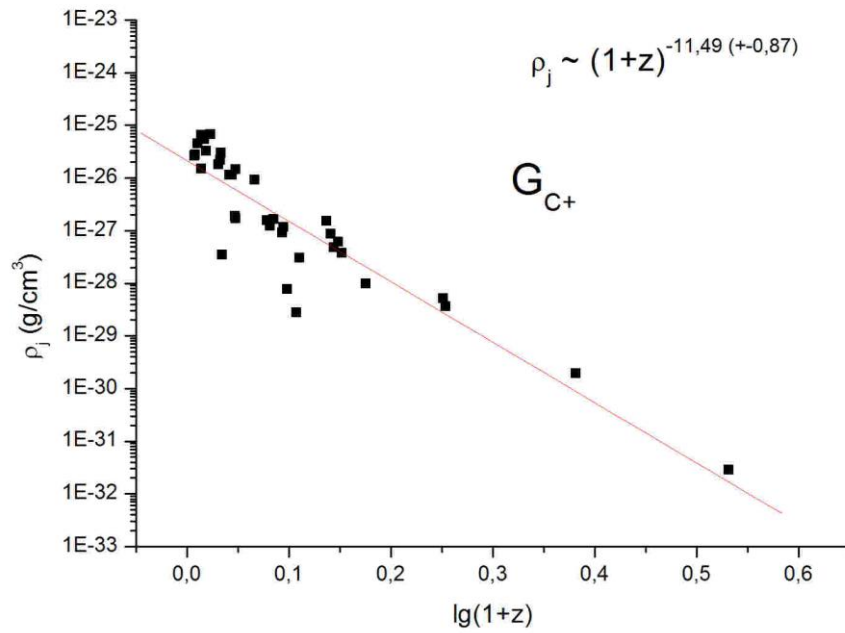 1E-23
ρj ~ (1+z)-11,49 (+-0,87)
1E-24
1E-25
1E-26
GC+
1E-27
ρj (g/cm3)
1E-28
1E-29
1E-30
1E-31
1E-32
1E-33
0,0 0,1 0,2 0,3 0,4 0,5 0,6
lg(1+z)